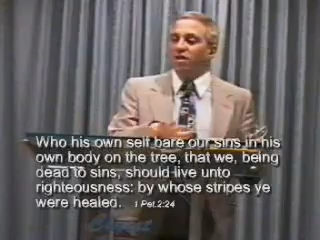 Who his own self bare our sins in his
own body on the tree, that we, being
dead to sins, should live unto
righteousness: by whose stripes ye
were healed. 1 Pet.2:24